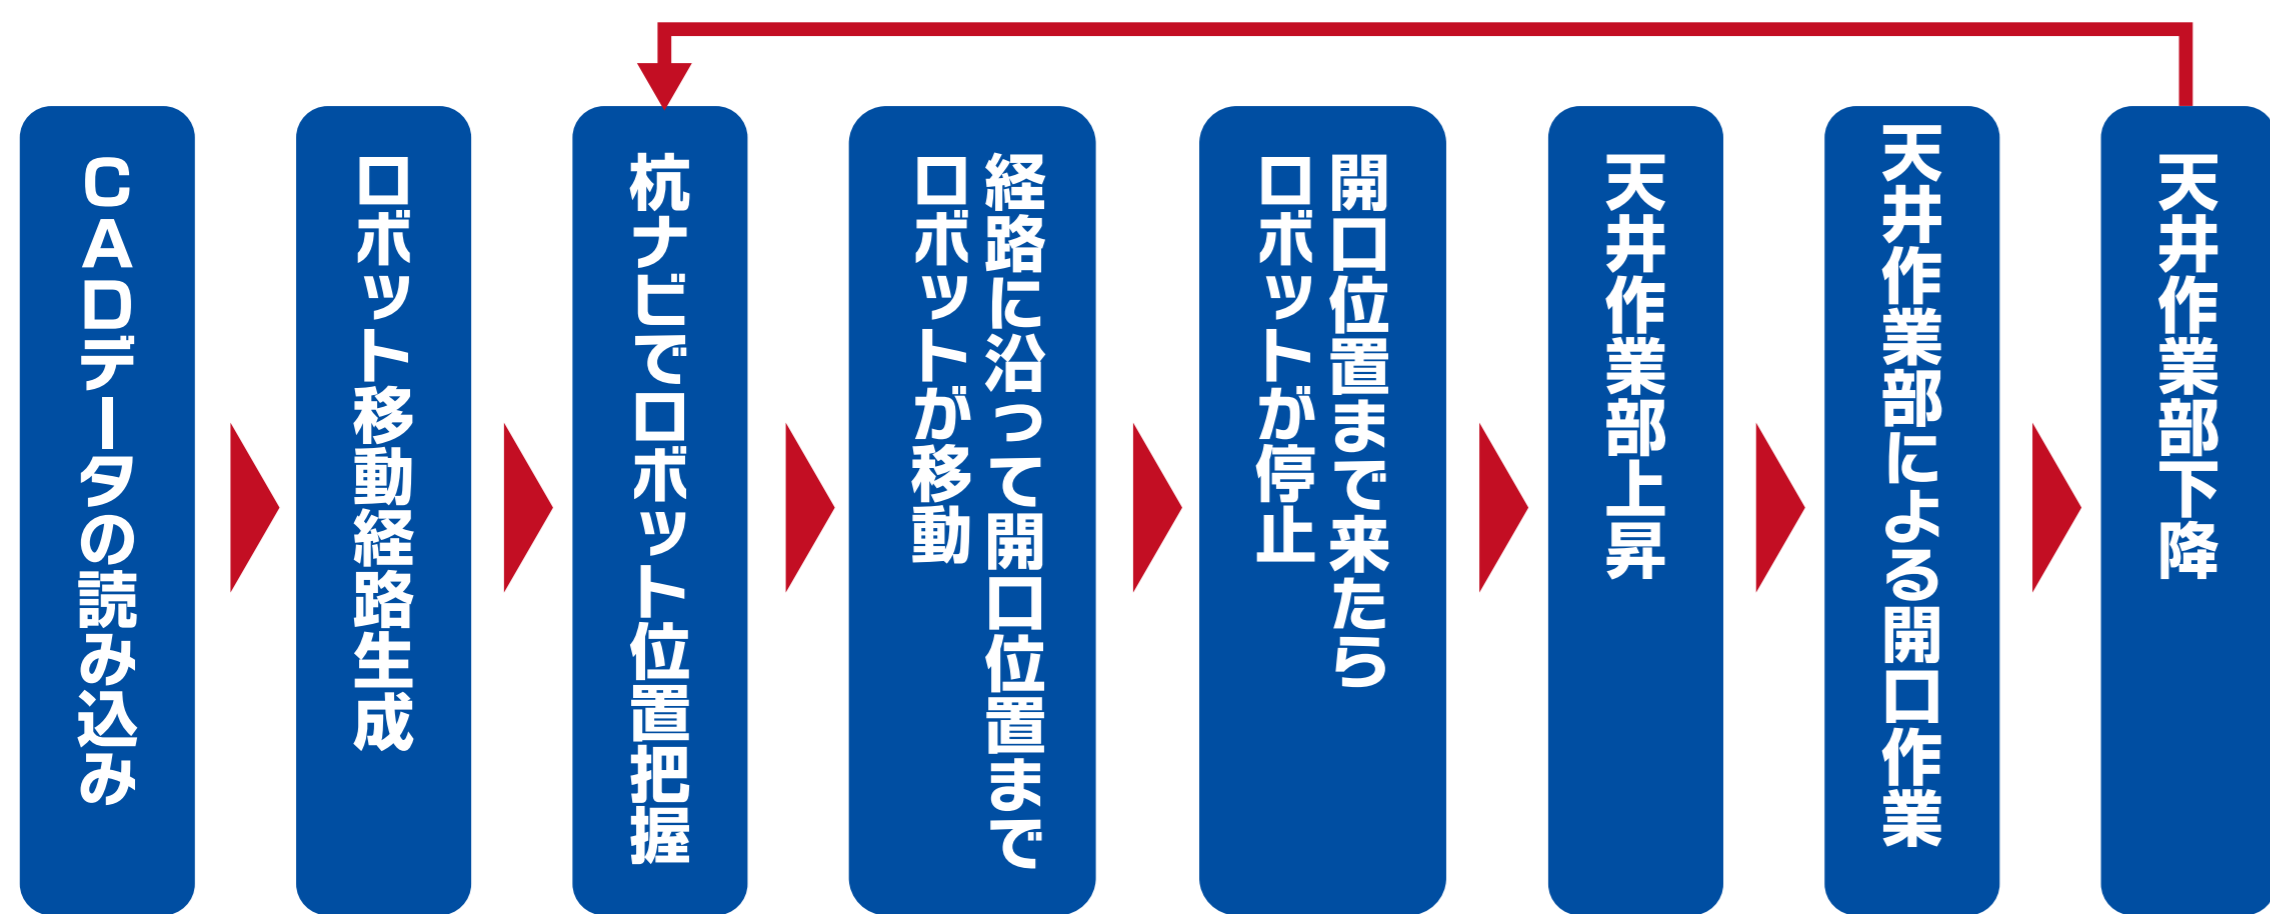 CADデータの読み込み
ロボット移動経路生成
杭ナビでロボット位置把握
経路に沿って開口位置まで
ロボットが移動
開口位置まで来たら
ロボットが停止
天井作業部上昇
天井作業部による開口作業
天井作業部下降